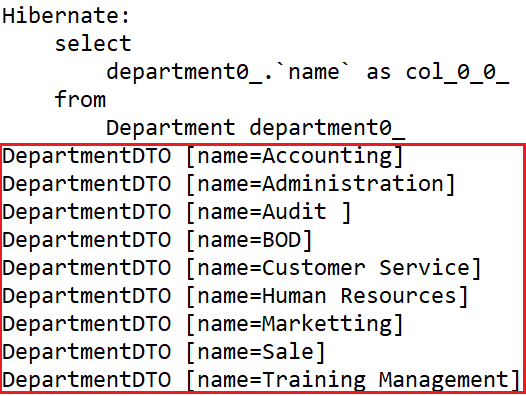 Hibernate:
    select
        department0_.`name` as col_0_0_
    from
        Department department0_
DepartmentDTO [name=Accounting]
DepartmentDTO [name=Administration]
DepartmentDTO [name=Audit ]
DepartmentDTO [name=BOD]
DepartmentDTO [name=Customer Service]
DepartmentDTO [name=Human Resources]
DepartmentDTO [name=Marketting]
DepartmentDTO [name=Sale]
DepartmentDTO [name=Training Management]